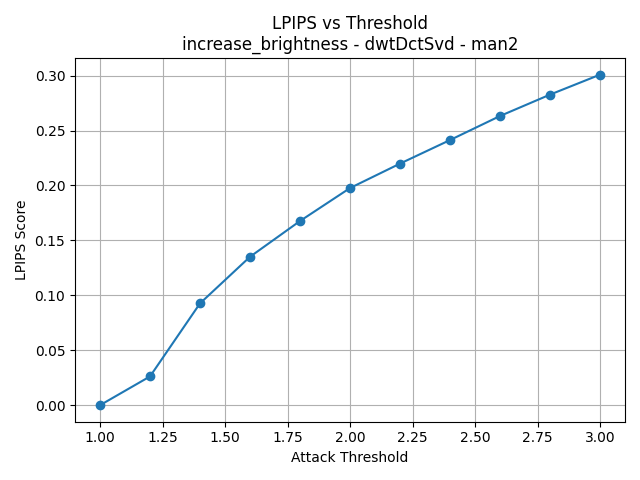 LPIPS vs Threshold
increase_brightness - dwtDctSvd - man2
LPIPS Score
0.30
0.25
0.20
0.15
0.10
0.05
0.00
1.00 1.25 1.50 1.75 2.00 2.25 2.50 2.75 3.00
Attack Threshold